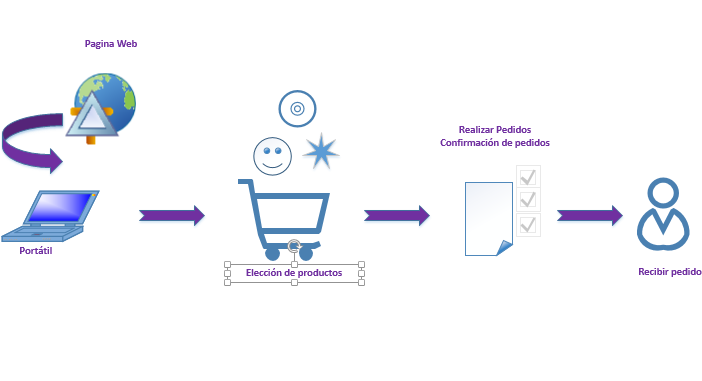 Pagina Web
Portátil
Elección de productos
Realizar Pedidos
Confirmación de pedidos
Recibir pedido